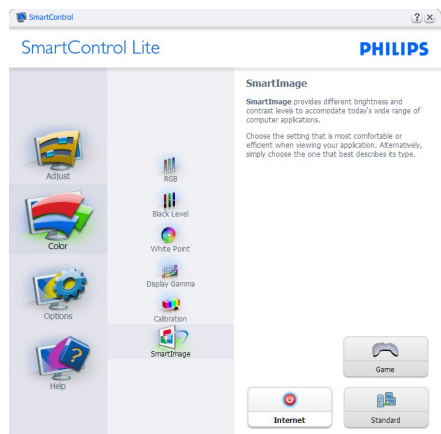 SmartControl
SmartControl Lite
PHILIPS
Adjust
Color
Options
Help
RGB
Black Level
White Point
Display Gamma
Calibration
SmartImage
SmartImage
SmartImage provides different brightness and
contrast levels to accomodate today's wide range of
computer applications.
Choose the setting that is most comfortable or
efficient when viewing your application. Alternatively,
simply choose the one that best describes its type.
Game
Internet
Standard